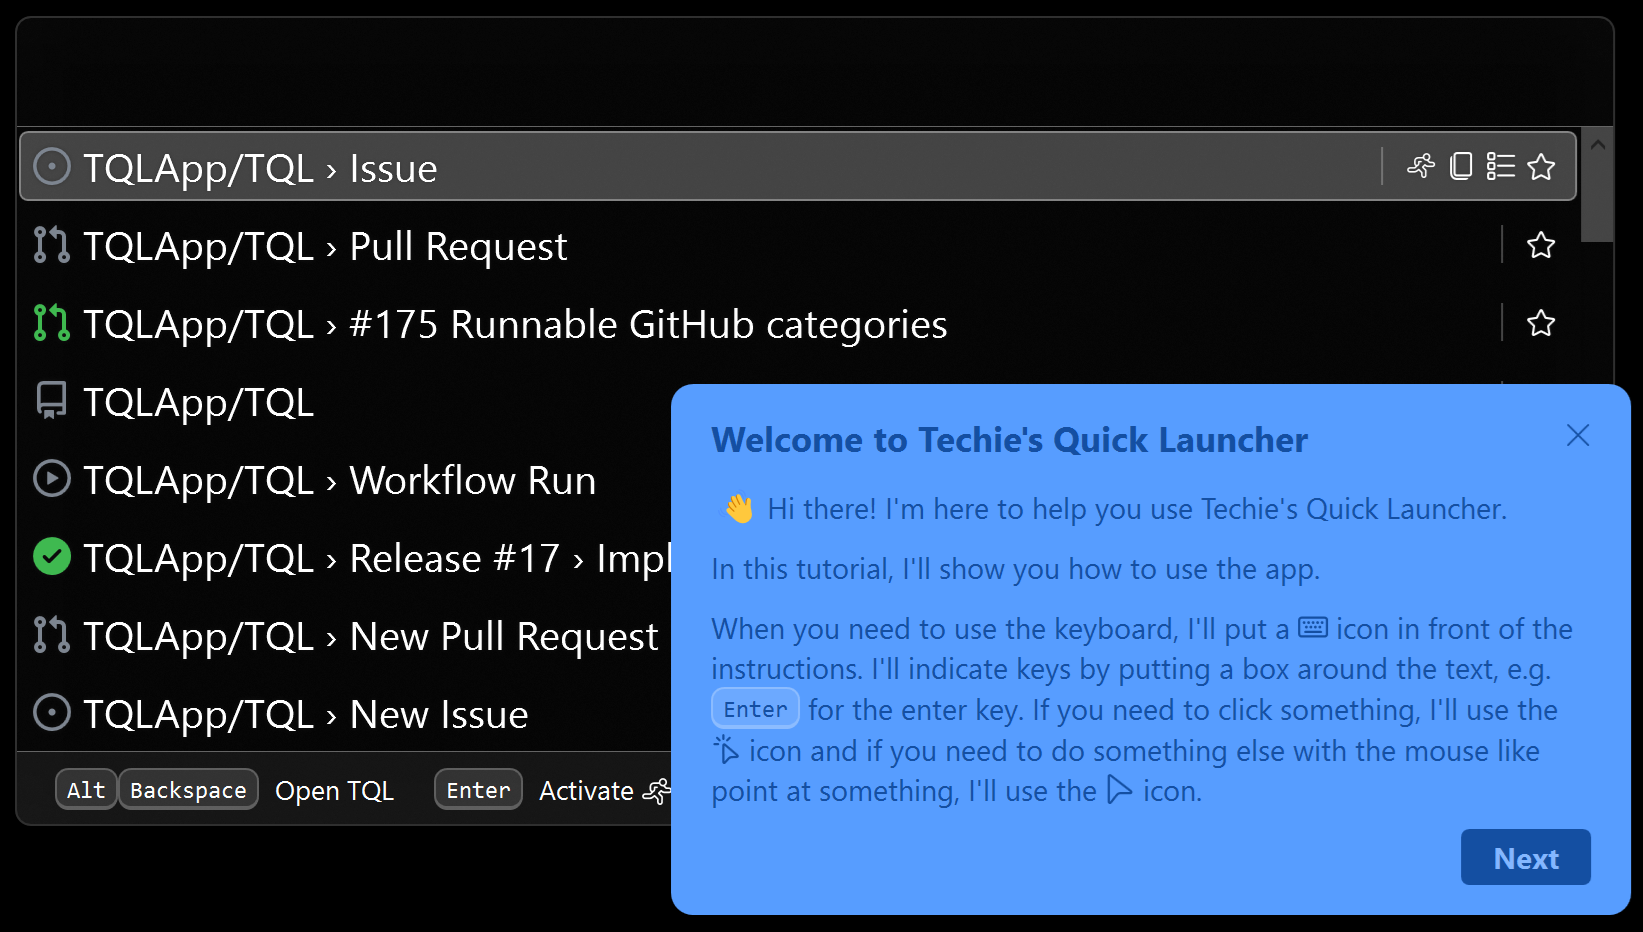 TQLApp/TQL › Issue
TQLApp/TQL › Pull Request
TQLApp/TQL › #175 Runnable GitHub categories
TQLApp/TQL
TQLApp/TQL › Workflow Run
TQLApp/TQL › Release #17 ›
TQLApp/TQL › New Pull Request
TQLApp/TQL › New Issue
Alt Backspace Open TQL Enter Activate
Welcome to Techie's Quick Launcher
👋 Hi there! I'm here to help you use Techie's Quick Launcher.
In this tutorial, I'll show you how to use the app.
When you need to use the keyboard, I'll put a icon in front of the
instructions. I'll indicate keys by putting a box around the text, e.g.
Enter for the enter key. If you need to click something, I'll use the
icon and if you need to do something else with the mouse like
point at something, I'll use the icon.
Next